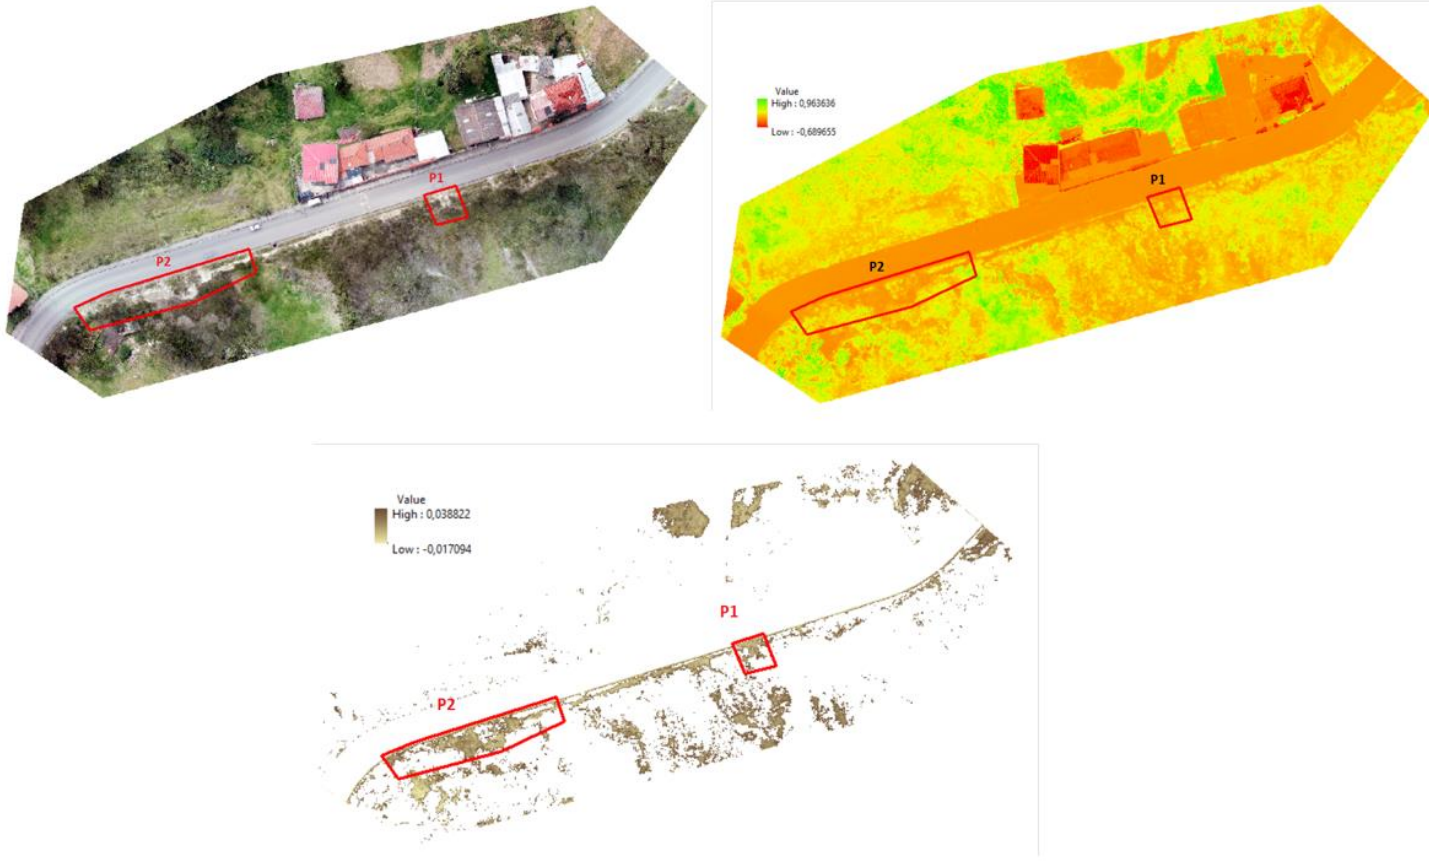 P1
P2
Value
High : 0,963636
Low : -0,689655
P1
P2
Value
High : 0,038822
Low : -0,017094
P1
P2